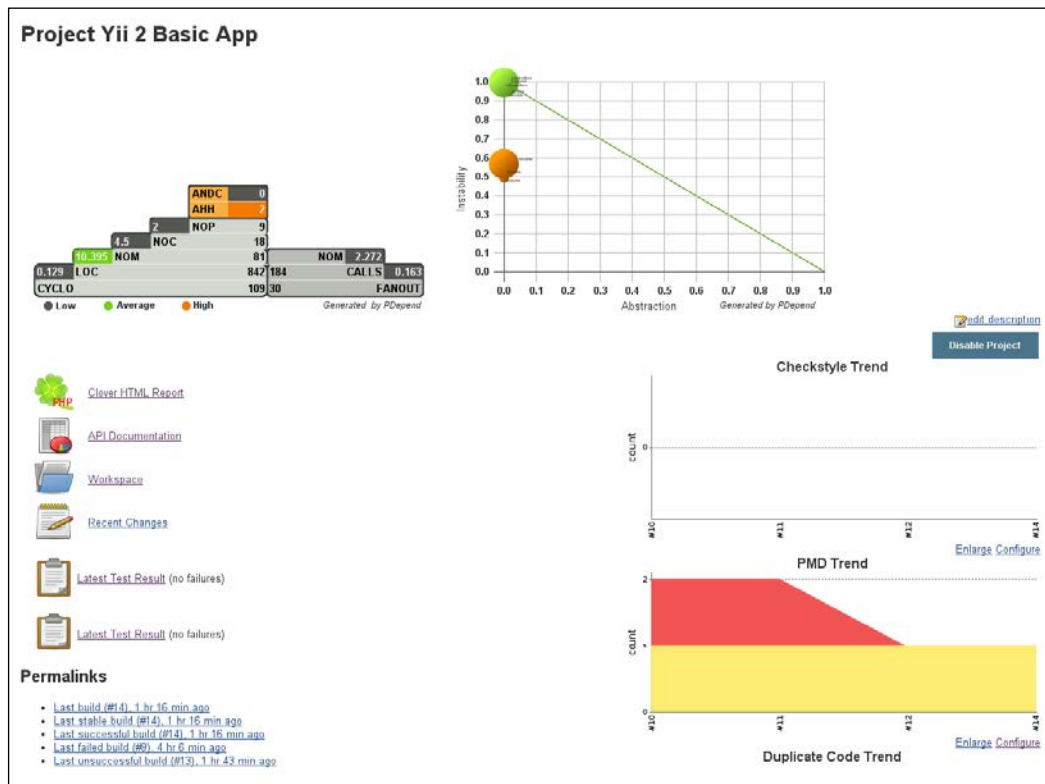 Project Yii 2 Basic App
ANDC 0
AHH 2
2 NOP 9
4.5 NOC 18
10.395 NOM 81 NOM 2.272
0.129 LOC 842 184 CALLS 0.163
CYCLO 109 30 FANOUT
Low Average High Generated by PDepend
1.0
0.9
0.8
0.7
0.6
0.5
0.4
0.3
0.2
0.1
0.0
Instability
0.0 0.1 0.2 0.3 0.4 0.5 0.6 0.7 0.8 0.9 1.0
Abstraction Generated by PDepend
edit description
Disable Project
Clover HTML Report
PHP
API Documentation
Workspace
Recent Changes
Latest Test Result (no failures)
Latest Test Result (no failures)
Permalinks
Last build (#14), 1 hr 16 min ago
Last stable build (#14), 1 hr 16 min ago
Last successful build (#14), 1 hr 16 min ago
Last failed build (#9), 4 hr 6 min ago
Last unsuccessful build (#13), 1 hr 43 min ago
Checkstyle Trend
count
0
#10 #11 #12 #14
Enlarge Configure
PMD Trend
count
2
0
#10 #11 #12 #14
Enlarge Configure
Duplicate Code Trend